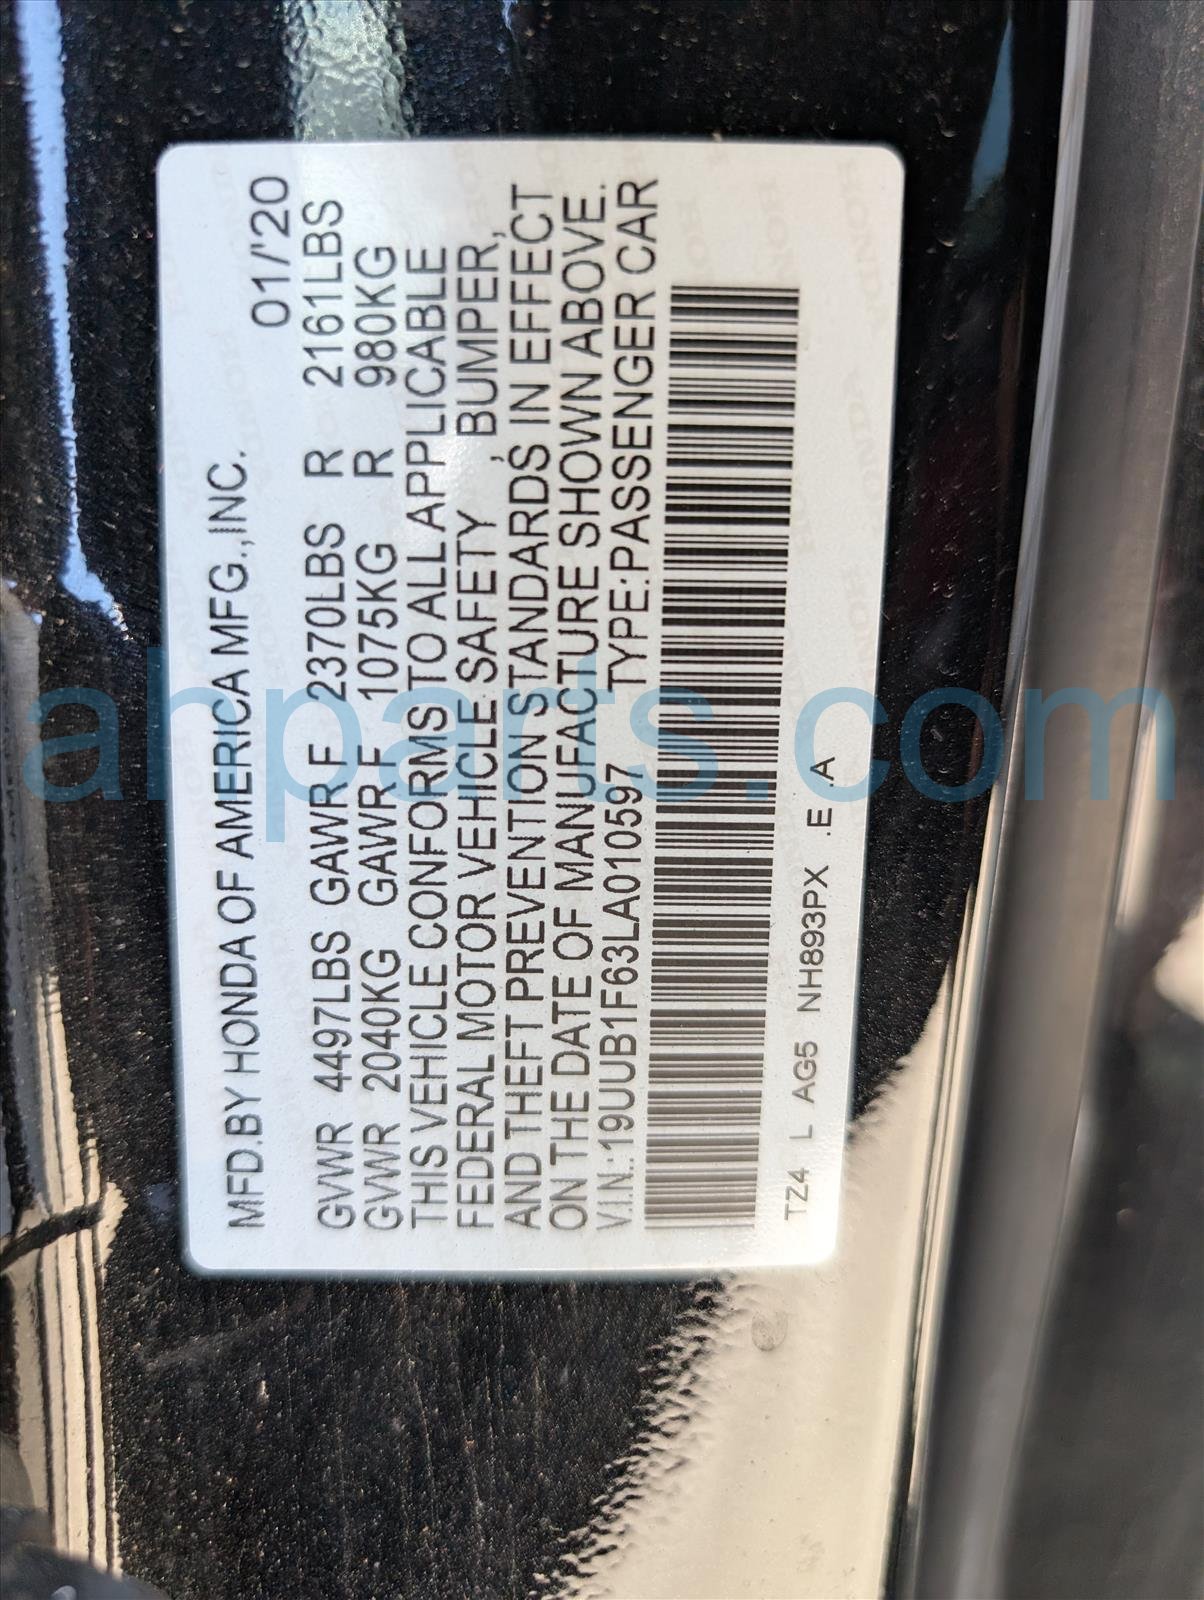 MFD.BY HONDA OF AMERICA MFG.,INC. 01/'20
GVWR 4497LBS GAWR F 2370LBS R 2161LBS
GVWR 2040KG GAWR F 1075KG R 980KG
THIS VEHICLE CONFORMS TO ALL APPLICABLE
FEDERAL MOTOR VEHICLE SAFETY, BUMPER,
AND THEFT PREVENTION STANDARDS IN EFFECT
ON THE DATE OF MANUFACTURE SHOWN ABOVE.
V.I.N.:19UUB1F63LA010597 TYPE:PASSENGER CAR
TZ4 L AG5 NH893PX .E .A
ahparts.com